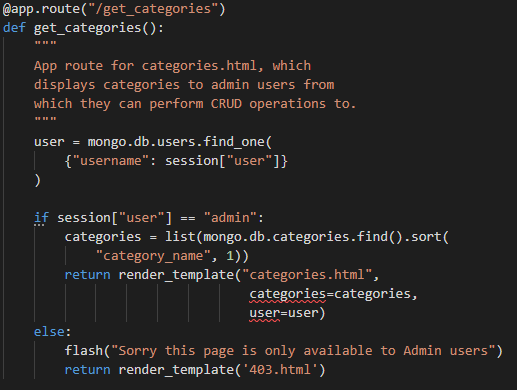 @app.route("/get_categories")
def get_categories():
    """
    App route for categories.html, which
    displays categories to admin users from
    which they can perform CRUD operations to.
    """
    user = mongo.db.users.find_one(
        {"username": session["user"]}
    )

    if session["user"] == "admin":
        categories = list(mongo.db.categories.find().sort(
            "category_name", 1))
        return render_template("categories.html",
                                categories=categories,
                                user=user)
    else:
        flash("Sorry this page is only available to Admin users")
        return render_template('403.html')